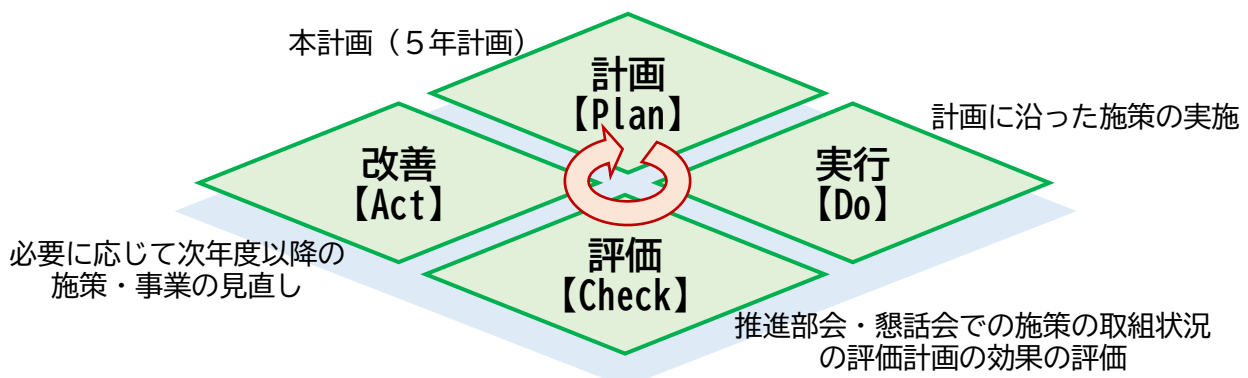 本計画（５年計画）
計画
【Plan】
計画に沿った施策の実施
実行
【Do】
改善
【Act】
必要に応じて次年度以降の
施策・事業の見直し
評価
【Check】
推進部会・懇話会での施策の取組状況
の評価計画の効果の評価